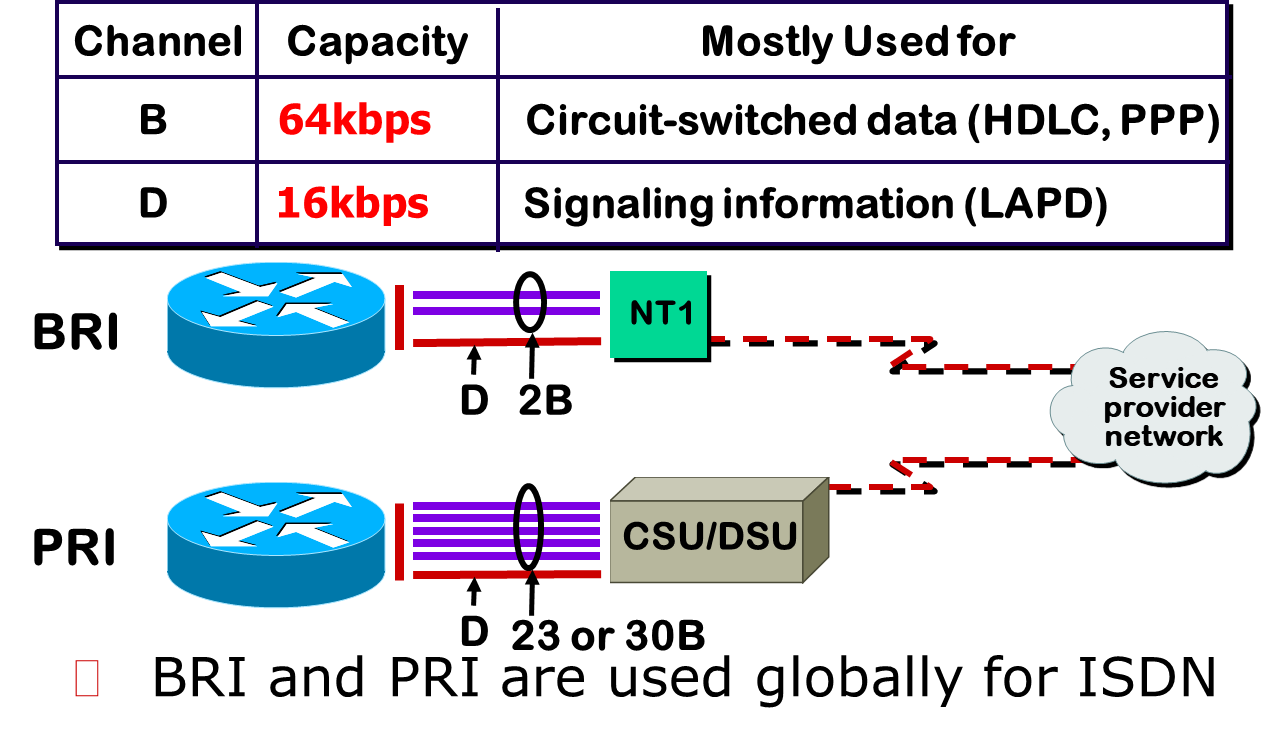 Channel Capacity Mostly Used for
B 64kbps Circuit-switched data (HDLC, PPP)
D 16kbps Signaling information (LAPD)
BRI
NT1
D 2B
Service
provider
network
PRI
CSU/DSU
D 23 or 30B
BRI and PRI are used globally for ISDN